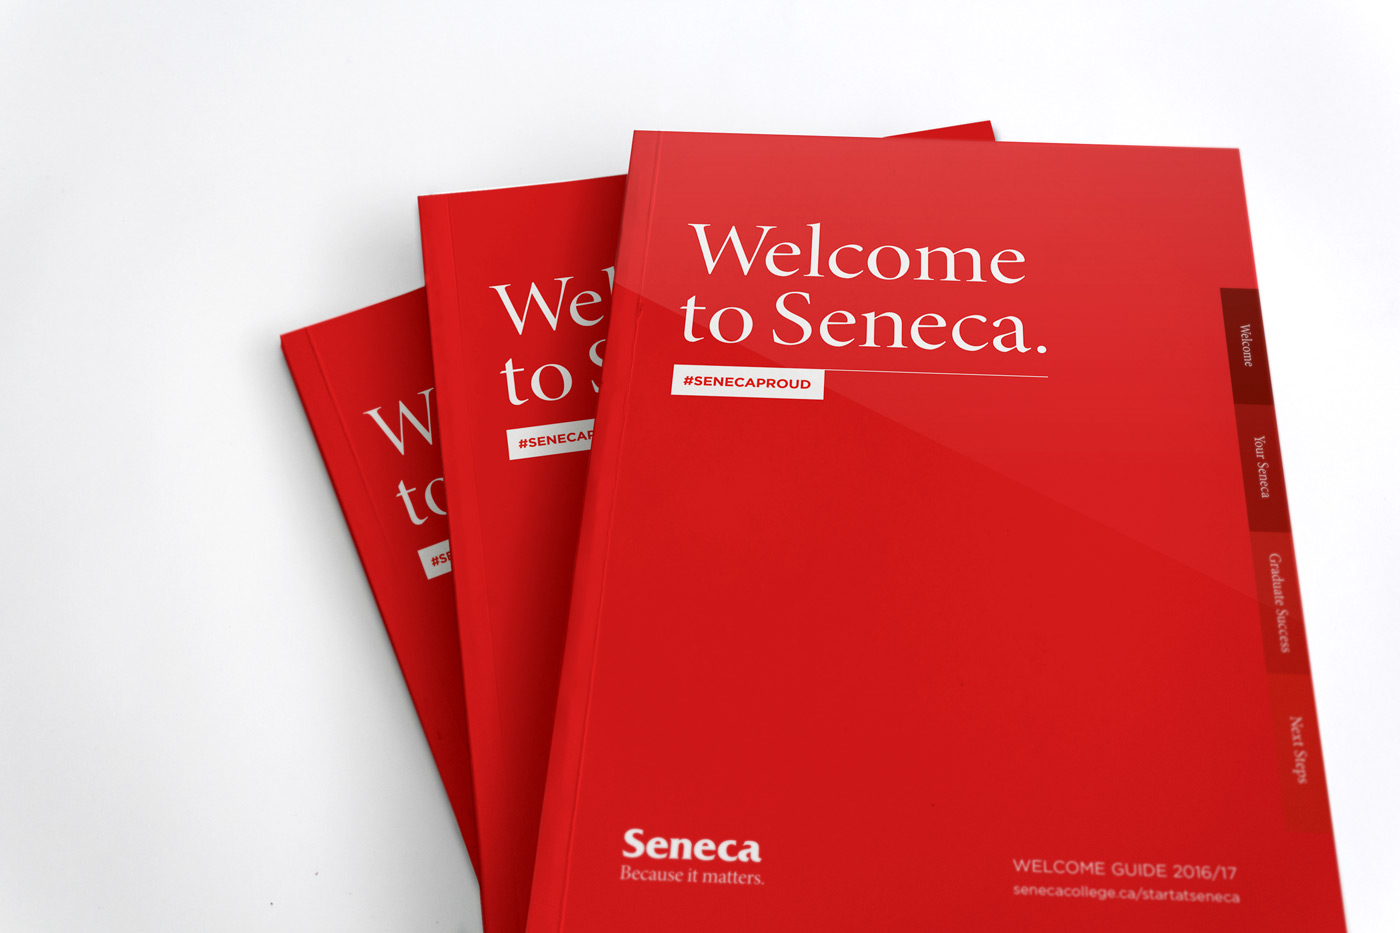 Welcome
to Seneca.
#SENECAPROUD
Welcome
Your Seneca
Graduate Success
Next Steps
Seneca
Because it matters.
WELCOME GUIDE 2016/17
senecacollege.ca/startatseneca
Wel
to S
#SENECAP
W
to
#SE